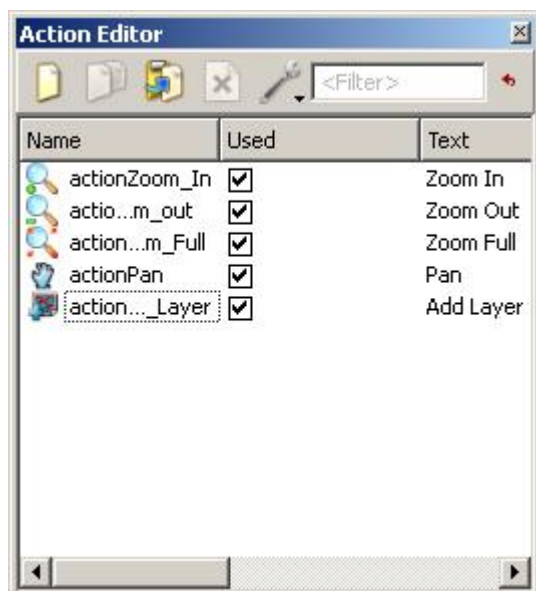 Action Editor
<Filter>
Name Used Text
actionZoom_In Zoom In
actio...m_out Zoom Out
action...m_Full Zoom Full
actionPan Pan
action..._Layer Add Layer